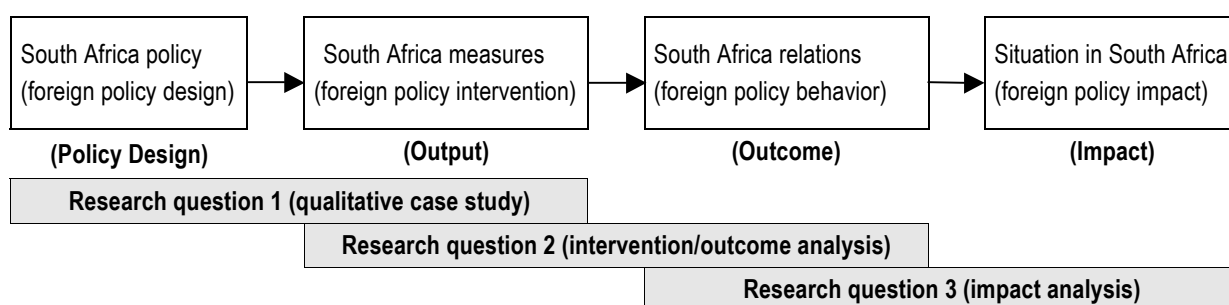 South Africa policy
(foreign policy design)
South Africa measures
(foreign policy intervention)
South Africa relations
(foreign policy behavior)
Situation in South Africa
(foreign policy impact)
(Policy Design)
(Output)
(Outcome)
(Impact)
Research question 1 (qualitative case study)
Research question 2 (intervention/outcome analysis)
Research question 3 (impact analysis)